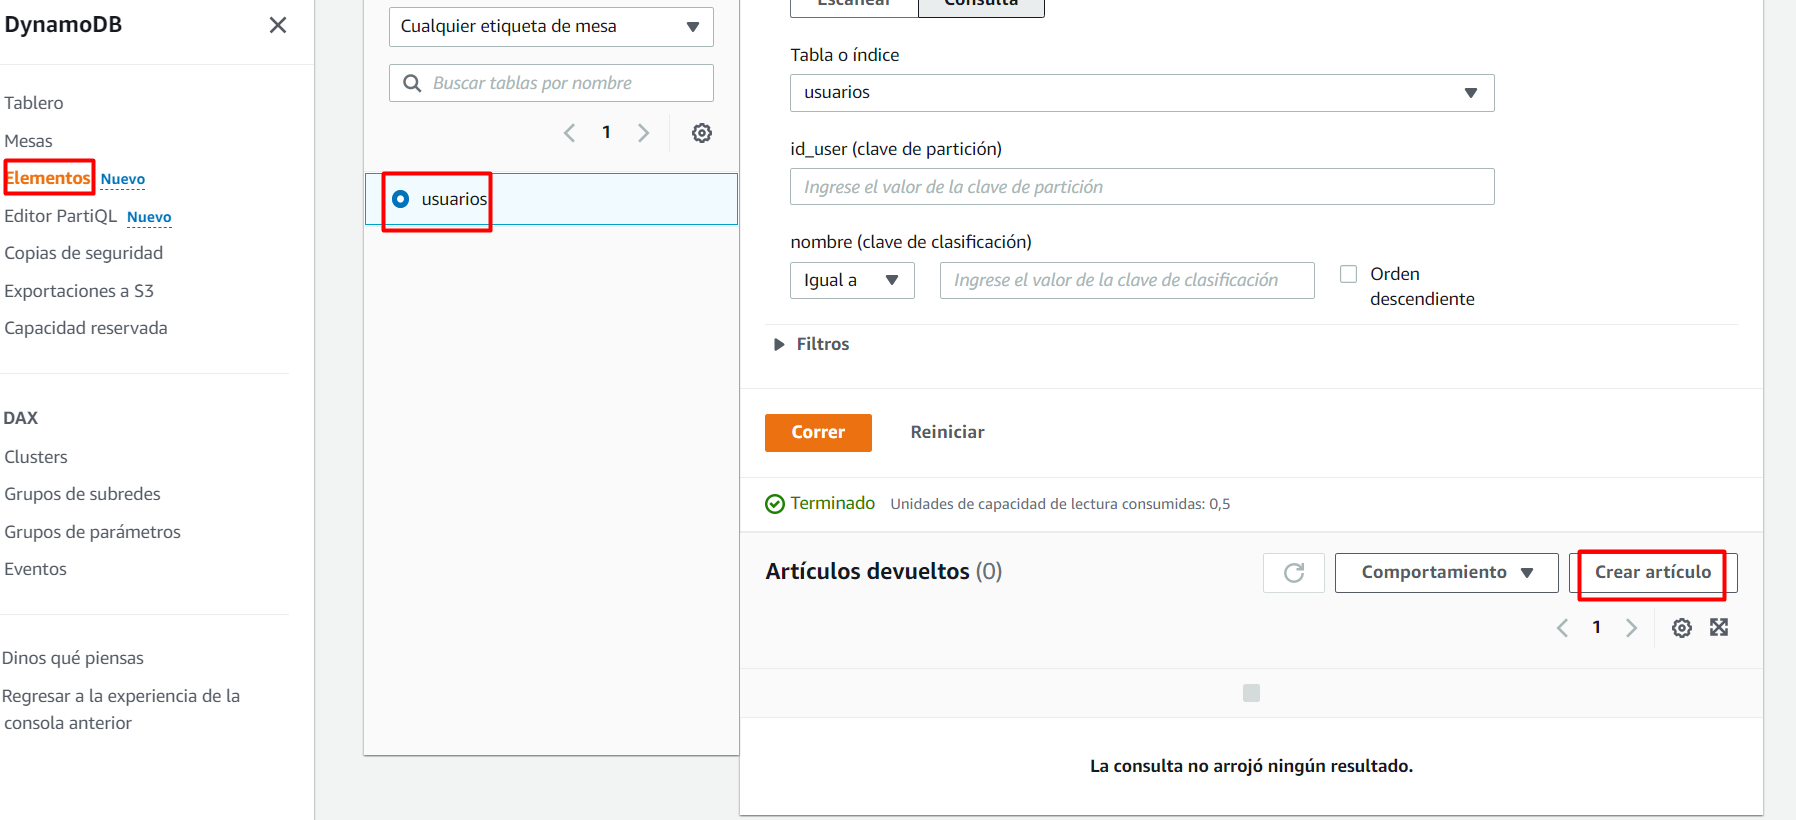 DynamoDB
Tablero
Mesas
Elementos Nuevo
Editor PartiQL Nuevo
Copias de seguridad
Exportaciones a S3
Capacidad reservada
DAX
Clusters
Grupos de subredes
Grupos de parámetros
Eventos
Dinos qué piensas
Regresar a la experiencia de la
consola anterior
Cualquier etiqueta de mesa
Buscar tablas por nombre
1
usuarios
Escanear Consulta
Tabla o índice
usuarios
id_user (clave de partición)
Ingrese el valor de la clave de partición
nombre (clave de clasificación)
Igual a Ingrese el valor de la clave de clasificación Orden
descendiente
Filtros
Correr Reiniciar
Terminado Unidades de capacidad de lectura consumidas: 0,5
Artículos devueltos (0) Comportamiento Crear artículo
1
La consulta no arrojó ningún resultado.